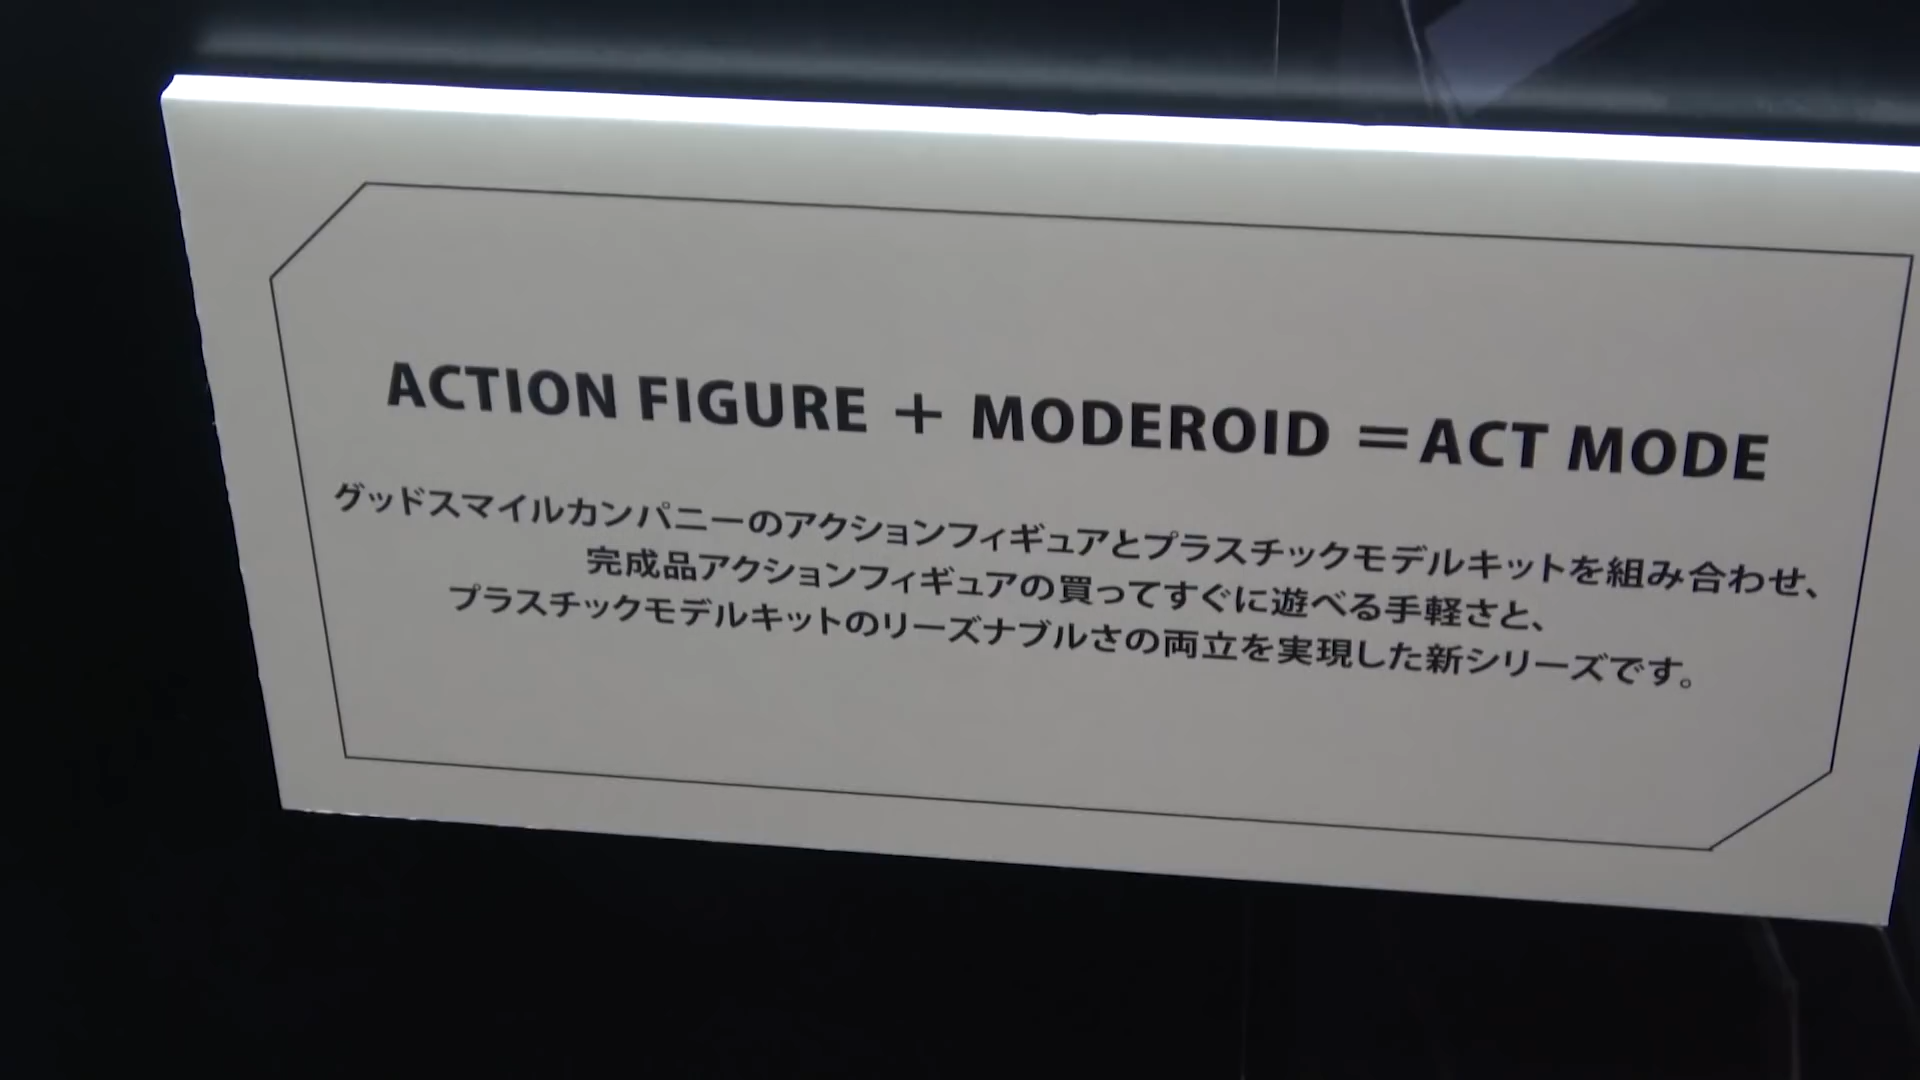 ACTION FIGURE + MODEROID =ACT MODE
グッドスマイルカンパニーのアクションフィギュアとプラスチックモデルキットを組み合わせ、
完成品アクションフィギュアの買ってすぐに遊べる手軽さと、
プラスチックモデルキットのリーズナブルさの両立を実現した新シリーズです。